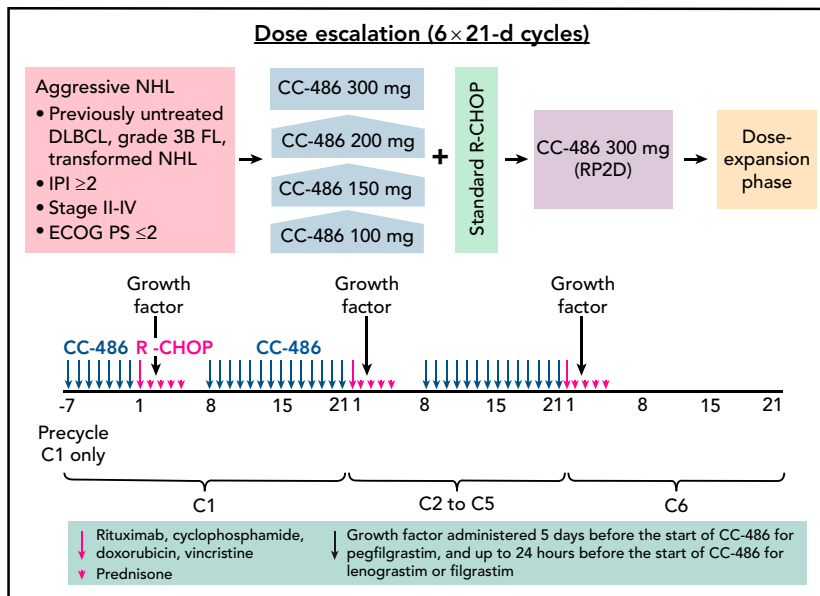 Dose escalation (6 × 21-d cycles)
Aggressive NHL
• Previously untreated
DLBCL, grade 3B FL,
transformed NHL
• IPI ≥2
• Stage II-IV
• ECOG PS ≤2
CC-486 300 mg
CC-486 200 mg
CC-486 150 mg
CC-486 100 mg
+
Standard R-CHOP
CC-486 300 mg
(RP2D)
Dose-
expansion
phase
Growth
factor
Growth
factor
Growth
factor
CC-486 R -CHOP CC-486
-7 1 8 15 21 1 8 15 21 1 8 15 21
Precycle
C1 only
C1 C2 to C5 C6
Rituximab, cyclophosphamide,
doxorubicin, vincristine
Prednisone
Growth factor administered 5 days before the start of CC-486 for
pegfilgrastim, and up to 24 hours before the start of CC-486 for
lenograstim or filgrastim